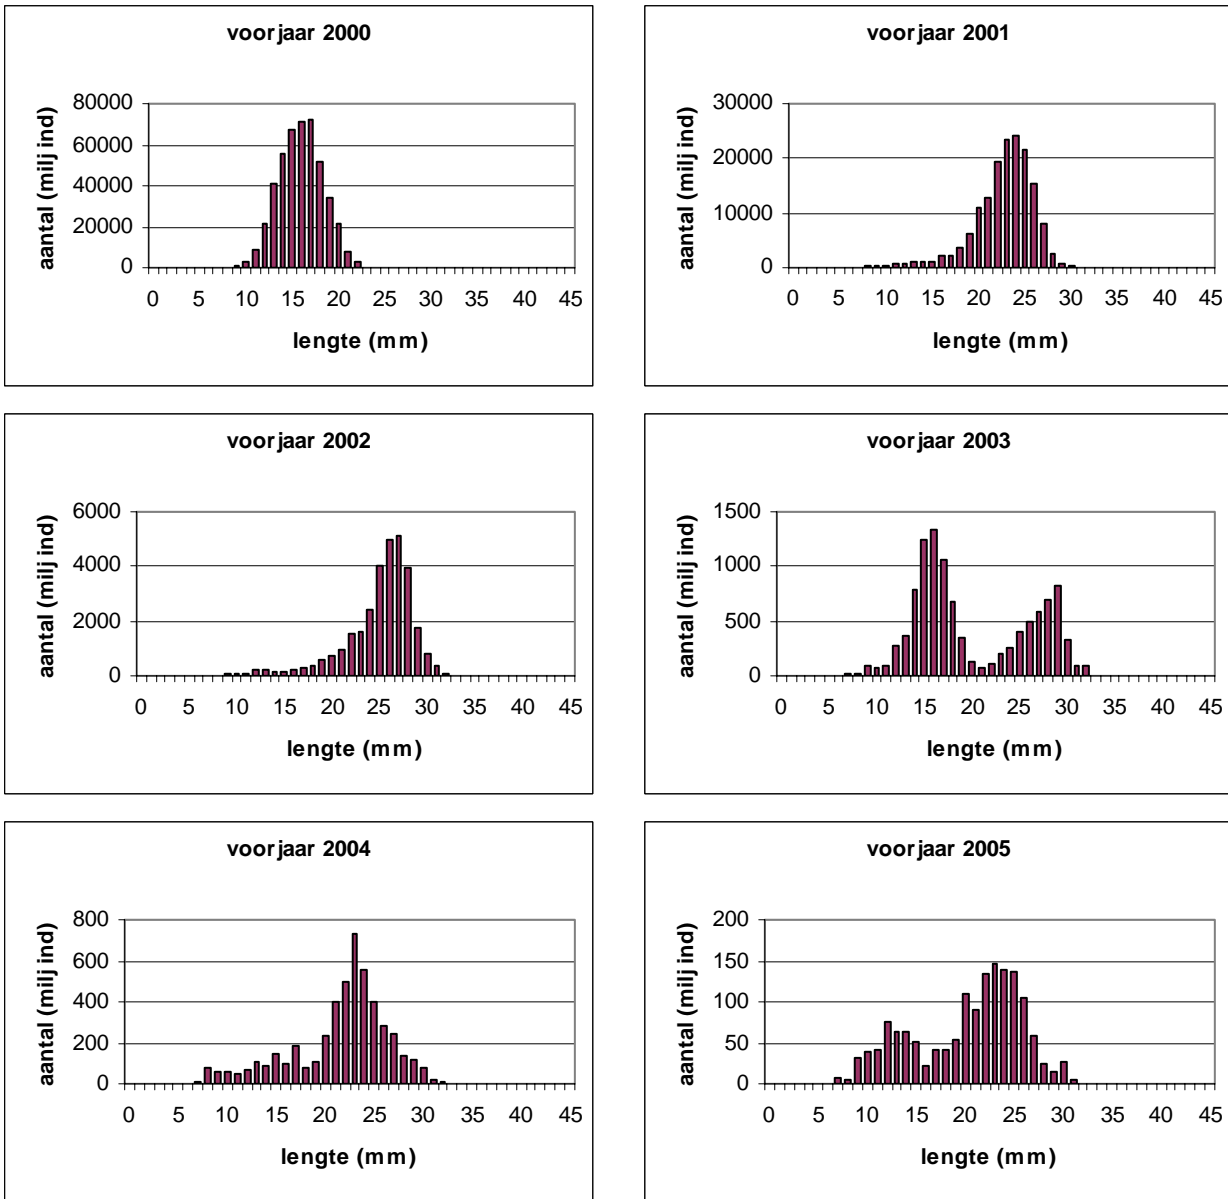 voorjaar 2000
aantal (milj ind)
80000
60000
40000
20000
0
0 5 10 15 20 25 30 35 40 45
lengte (mm)
voorjaar 2001
aantal (milj ind)
30000
20000
10000
0
0 5 10 15 20 25 30 35 40 45
lengte (mm)
voorjaar 2002
aantal (milj ind)
6000
4000
2000
0
0 5 10 15 20 25 30 35 40 45
lengte (mm)
voorjaar 2003
aantal (milj ind)
1500
1000
500
0
0 5 10 15 20 25 30 35 40 45
lengte (mm)
voorjaar 2004
aantal (milj ind)
800
600
400
200
0
0 5 10 15 20 25 30 35 40 45
lengte (mm)
voorjaar 2005
aantal (milj ind)
200
150
100
50
0
0 5 10 15 20 25 30 35 40 45
lengte (mm)